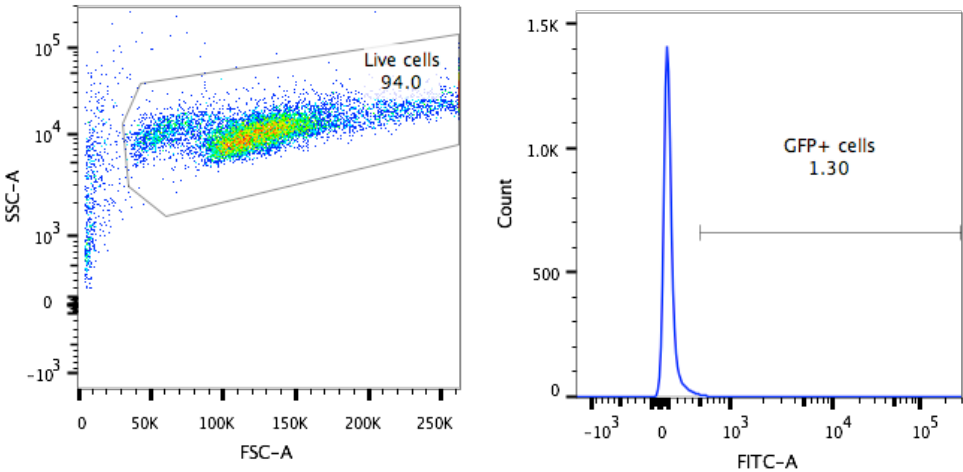 Live cells
94.0
10^5
10^4
10^3
0
-10^3
SSC-A
0
50K
100K
150K
200K
250K
FSC-A
1.5K
1.0K
500
0
Count
GFP+ cells
1.30
-10^3
0
10^3
10^4
10^5
FITC-A